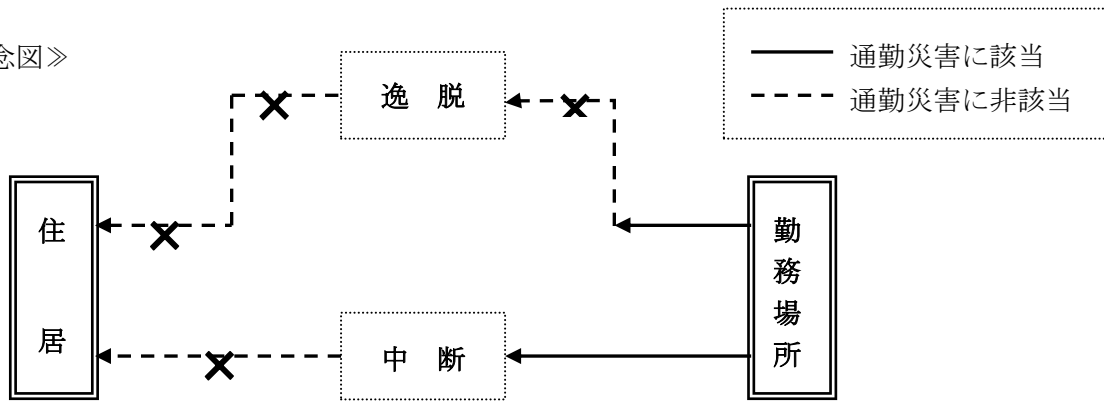 念図≫
通勤災害に該当
通勤災害に非該当
逸 脱
住居
勤務場所
中 断